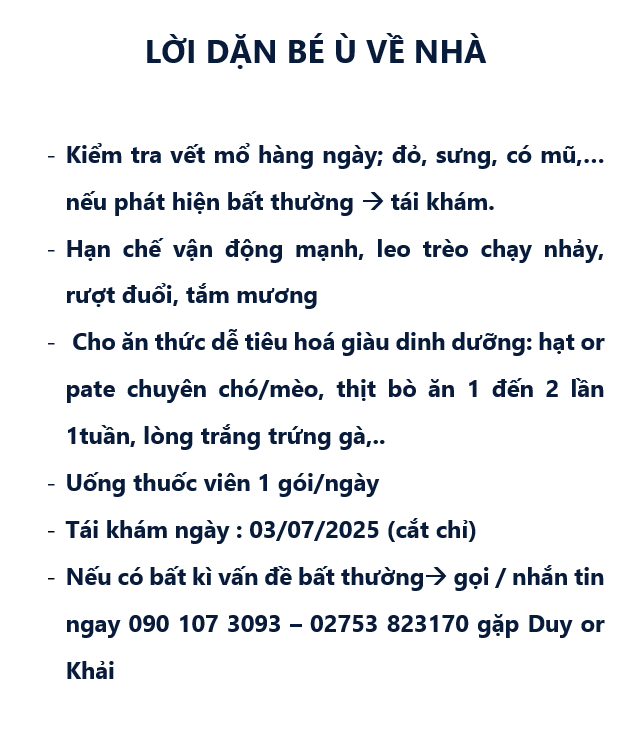 LỜI DẶN BÉ Ù VỀ NHÀ
- Kiểm tra vết mổ hàng ngày; đỏ, sưng, có mũ,...
nếu phát hiện bất thường → tái khám.
- Hạn chế vận động mạnh, leo trèo chạy nhảy,
rượt đuổi, tắm mương
- Cho ăn thức dễ tiêu hoá giàu dinh dưỡng: hạt or
pate chuyên chó/mèo, thịt bò ăn 1 đến 2 lần
1tuần, lòng trắng trứng gà,..
- Uống thuốc viên 1 gói/ngày
- Tái khám ngày : 03/07/2025 (cắt chỉ)
- Nếu có bất kì vấn đề bất thường→ gọi / nhắn tin
ngay 090 107 3093 – 02753 823170 gặp Duy or
Khải